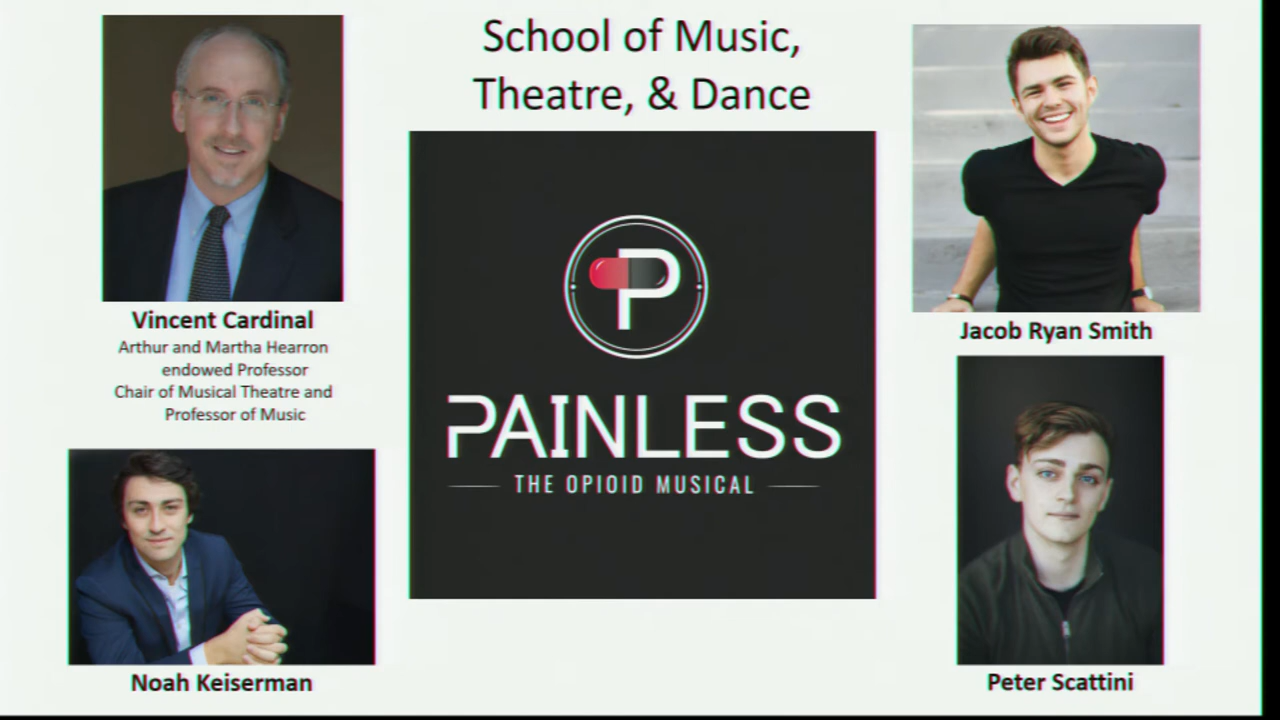 School of Music,
Theatre, & Dance
Vincent Cardinal
Arthur and Martha Hearron
endowed Professor
Chair of Musical Theatre and
Professor of Music
Noah Keiserman
P
PAINLESS
THE OPIOID MUSICAL
Jacob Ryan Smith
Peter Scattini